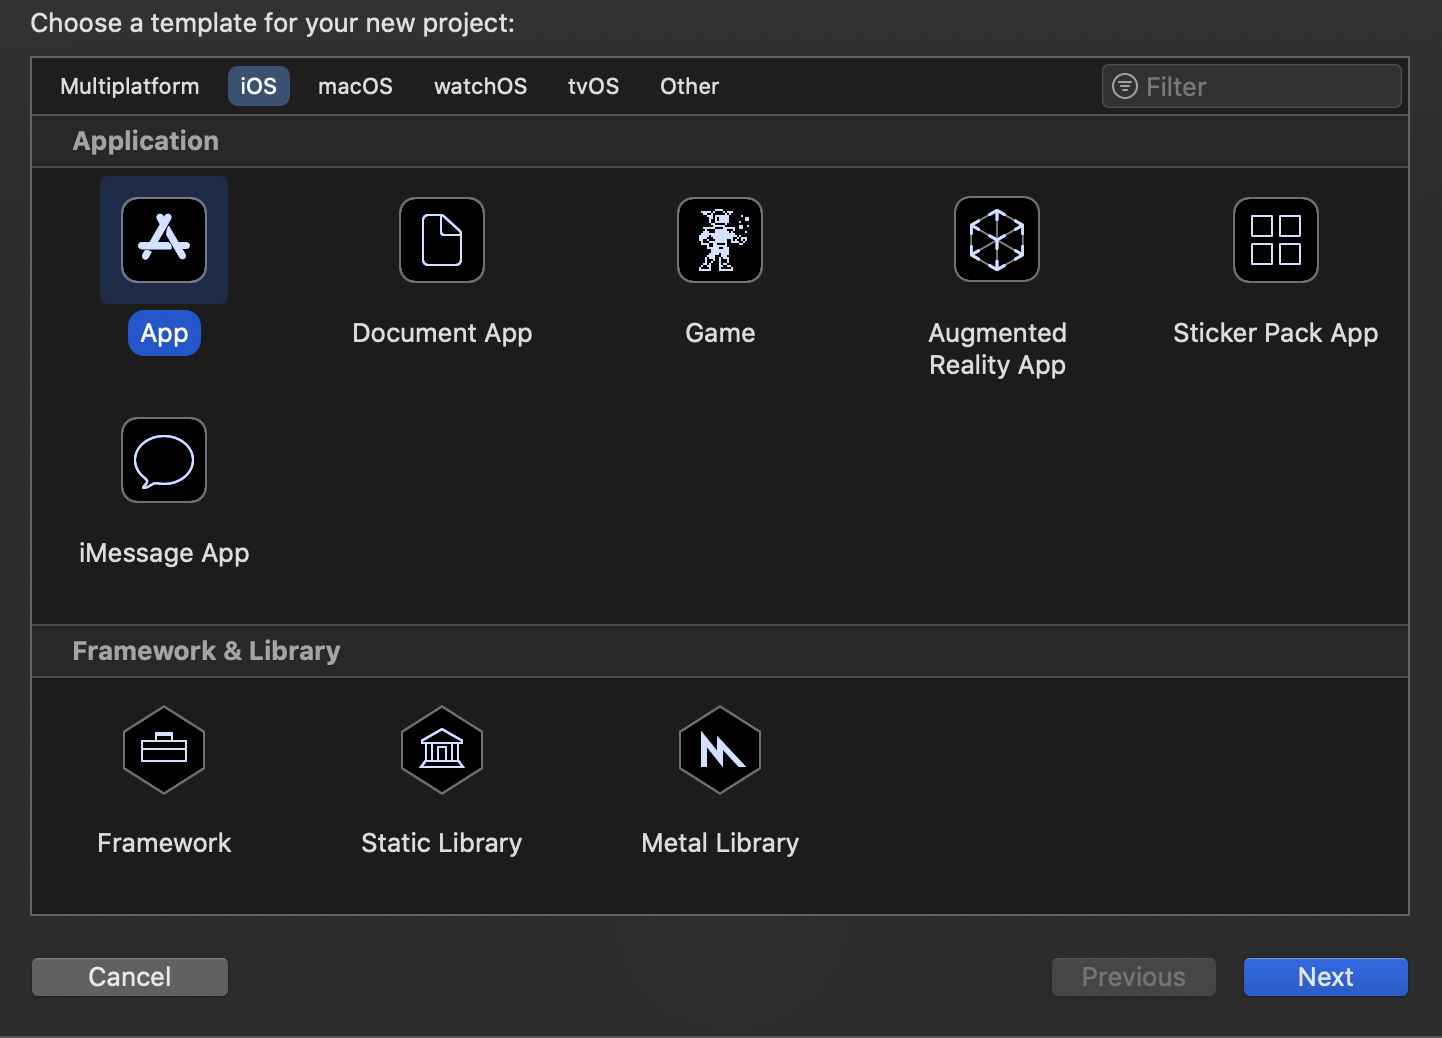 Choose a template for your new project:
Multiplatform iOS macOS watchOS tvOS Other Filter
Application
App Document App Game Augmented Reality App Sticker Pack App
iMessage App
Framework & Library
Framework Static Library Metal Library
Cancel Previous Next